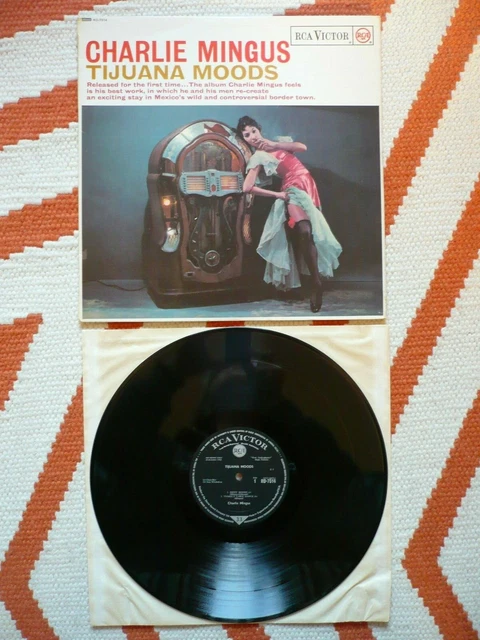 RCA VICTOR
RCA
CHARLIE MINGUS
TIJUANA MOODS
Released for the first time...The album Charlie Mingus feels
is his best work, in which he and his men re-create
an exciting stay in Mexico's wild and controversial border town.
RCA VICTOR
TIJUANA MOODS
Charlie Mingus